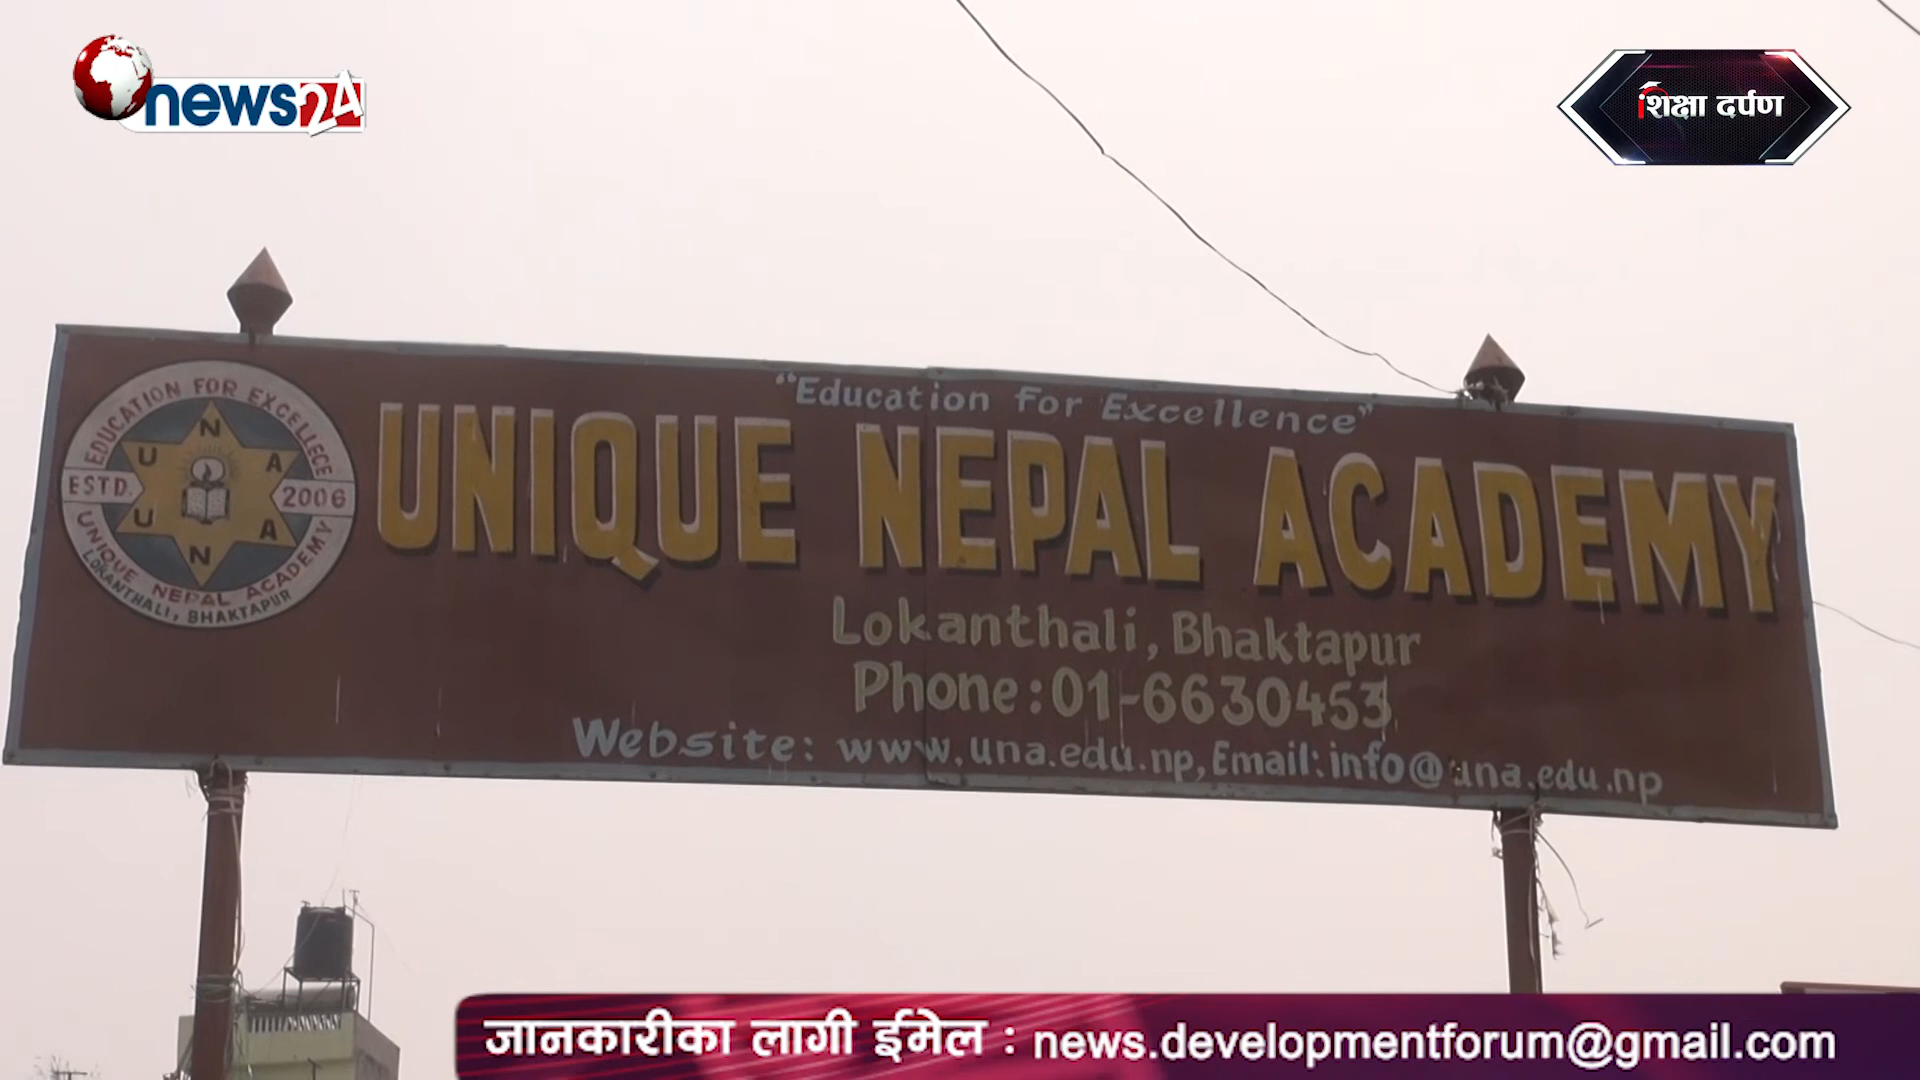 news24
शिक्षा दर्पण
"Education for Excellence"
UNIQUE NEPAL ACADEMY
Lokanthali, Bhaktapur
Phone:01-6630453
Website: www.una.edu.np, Email:info@una.edu.np
EDUCATION FOR EXCELLECE
N
U A
ESTD. 2006
U A
N
UNIQUE NEPAL ACADEMY
LOKANTHALI, BHAKTAPUR
जानकारीका लागी ईमेल : news.developmentforum@gmail.com